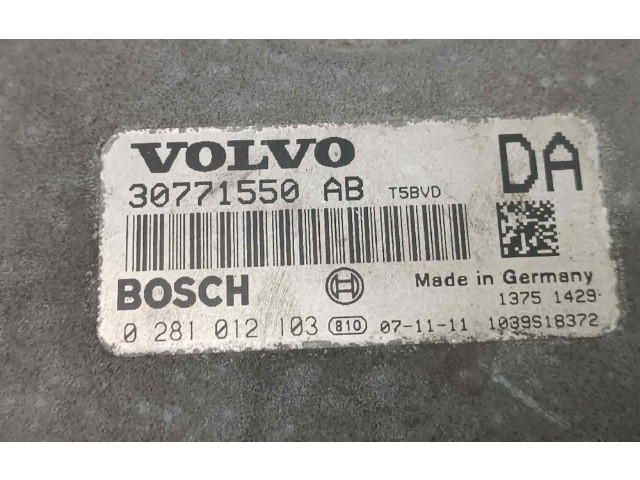 VOLVO
DA
30771550 AB T5BVD
BOSCH
Made in Germany
1375 1429
0 281 012 103 810 07-11-11 1039S18372